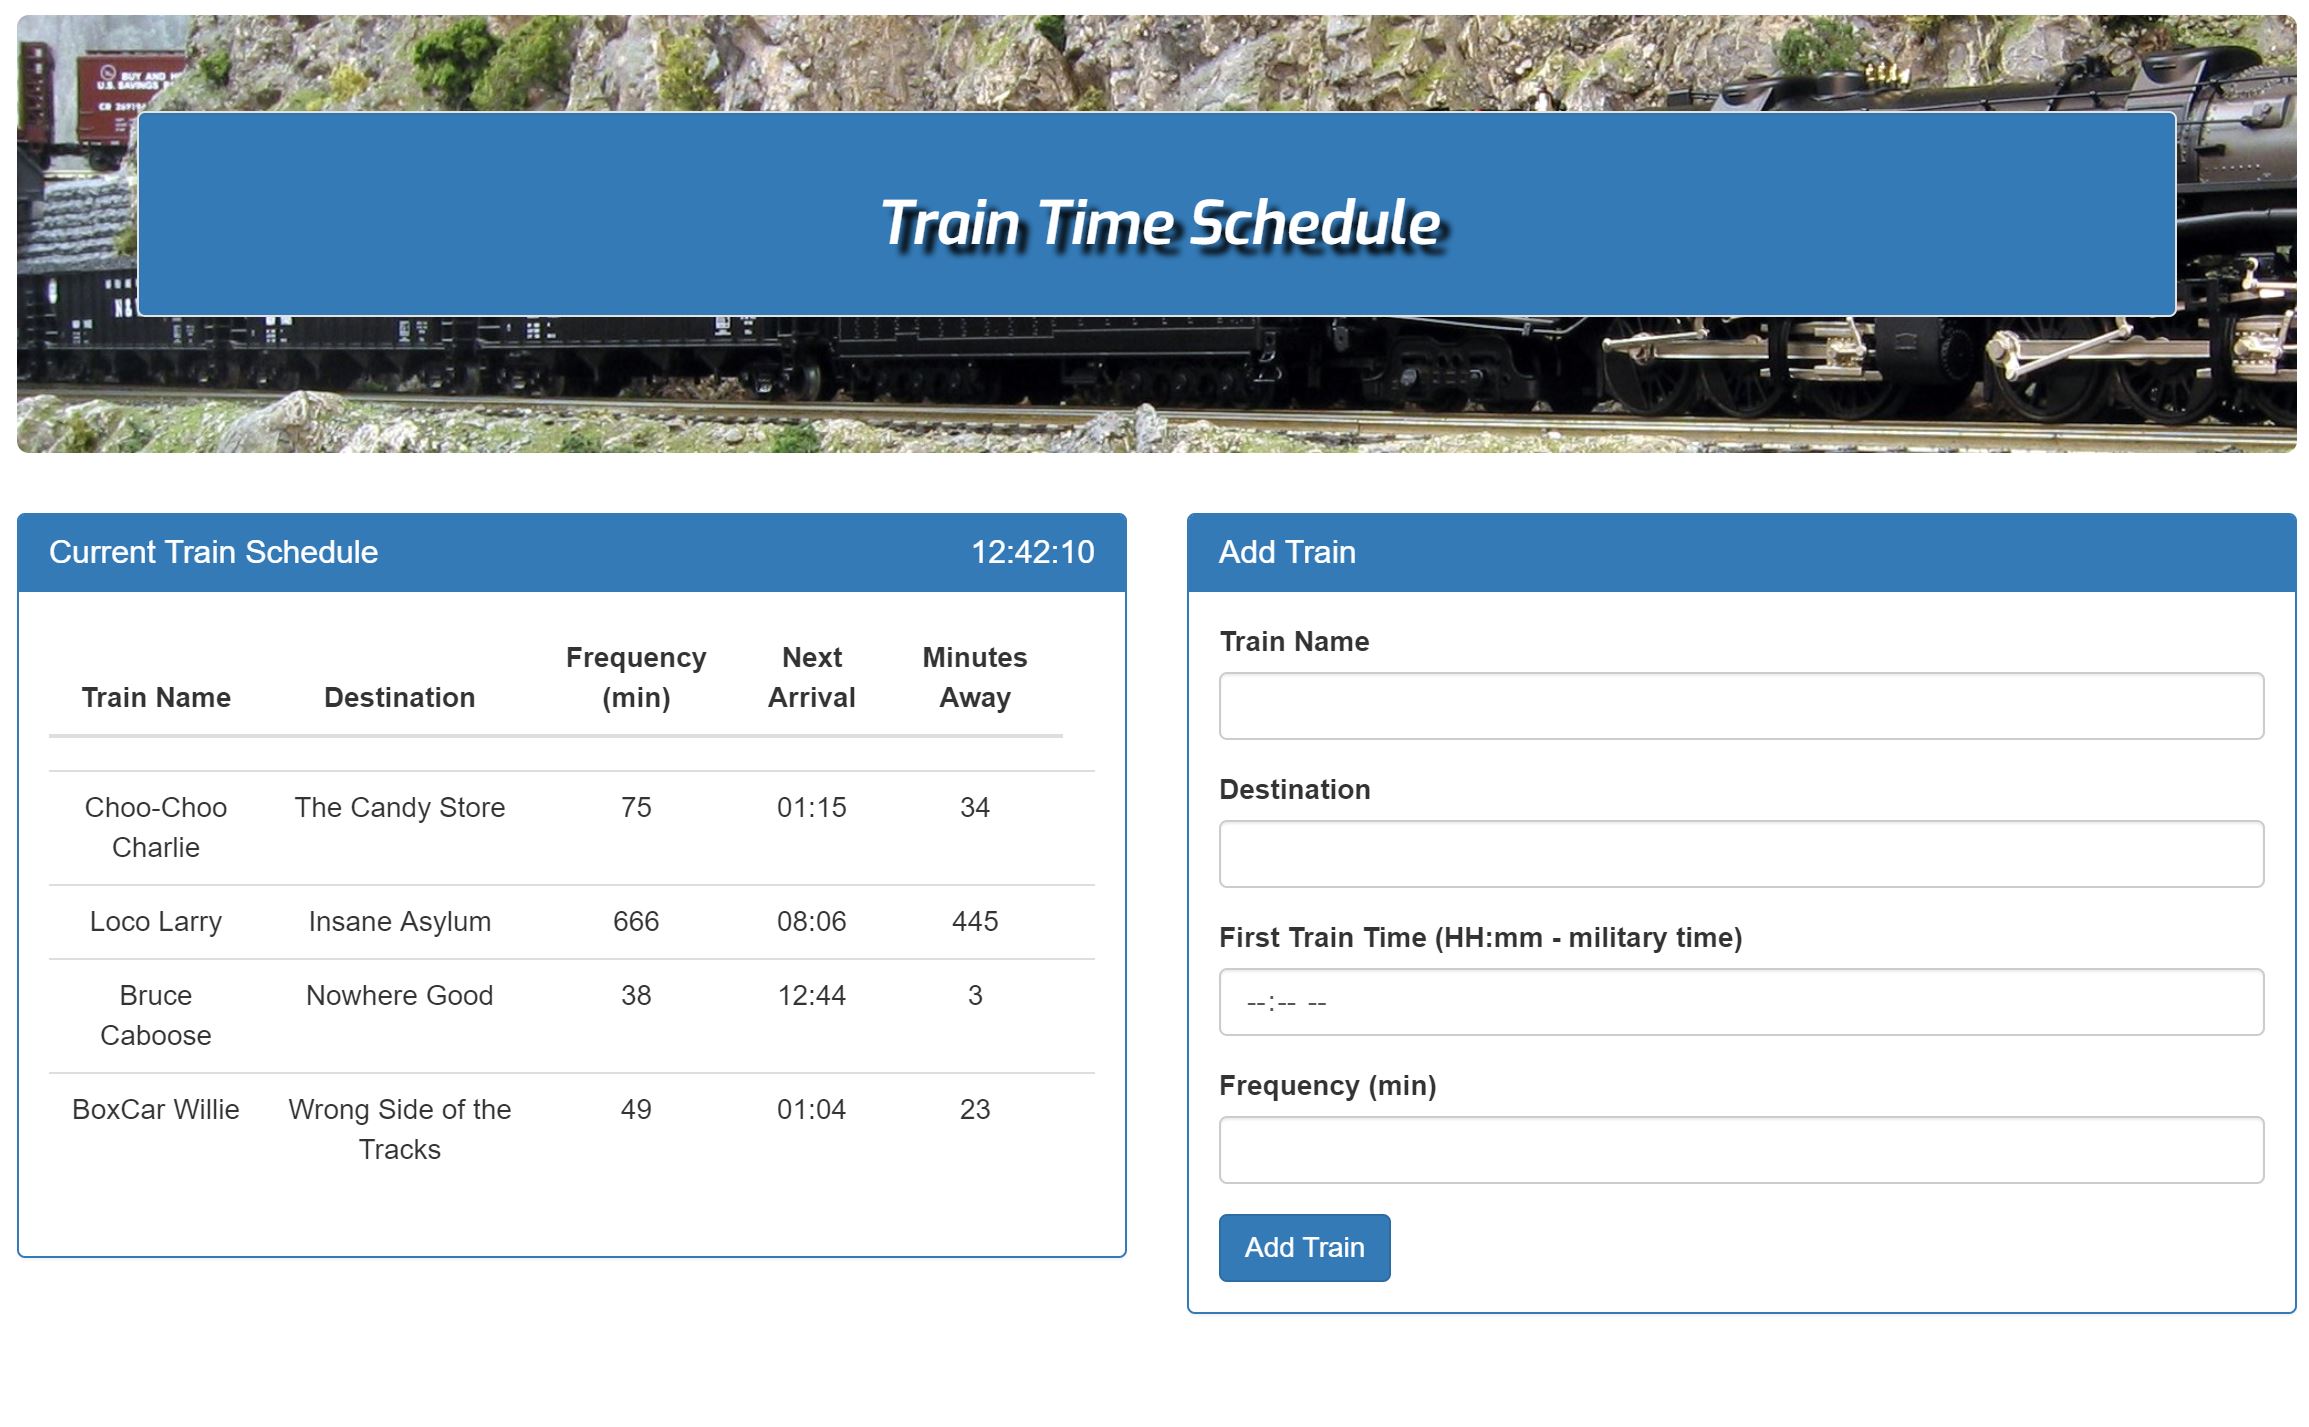 BUY AND
U.S. SAVINGS
Train Time Schedule
Current Train Schedule 12:42:10
Train Name Destination Frequency (min) Next Arrival Minutes Away
Choo-Choo Charlie The Candy Store 75 01:15 34
Loco Larry Insane Asylum 666 08:06 445
Bruce Caboose Nowhere Good 38 12:44 3
BoxCar Willie Wrong Side of the Tracks 49 01:04 23
Add Train
Train Name
Destination
First Train Time (HH:mm - military time)
--:-- --
Frequency (min)
Add Train